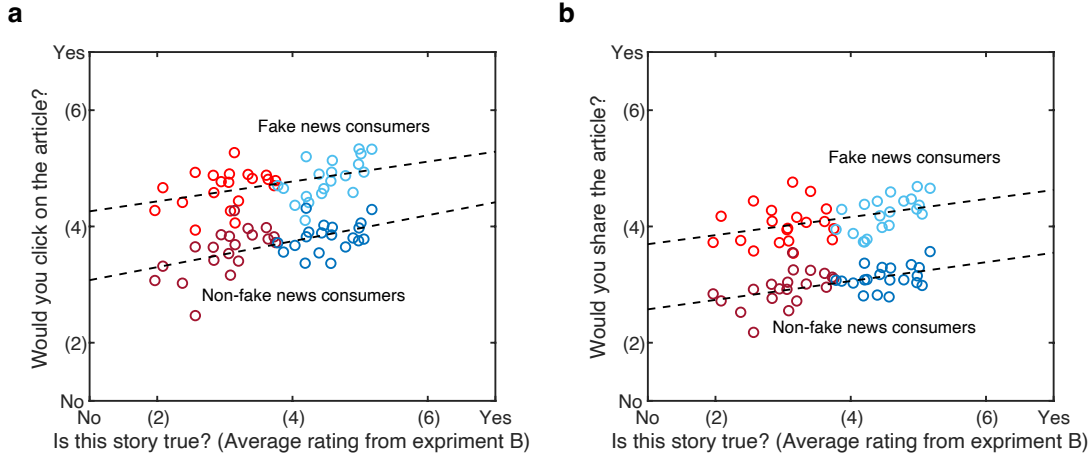 a
Would you click on the article?
Yes
(6)
(4)
(2)
No
Fake news consumers
Non-fake news consumers
No
(2)
(4)
(6)
Yes
Is this story true? (Average rating from expriment B)
b
Would you share the article?
Yes
(6)
(4)
(2)
No
Fake news consumers
Non-fake news consumers
No
(2)
(4)
(6)
Yes
Is this story true? (Average rating from expriment B)